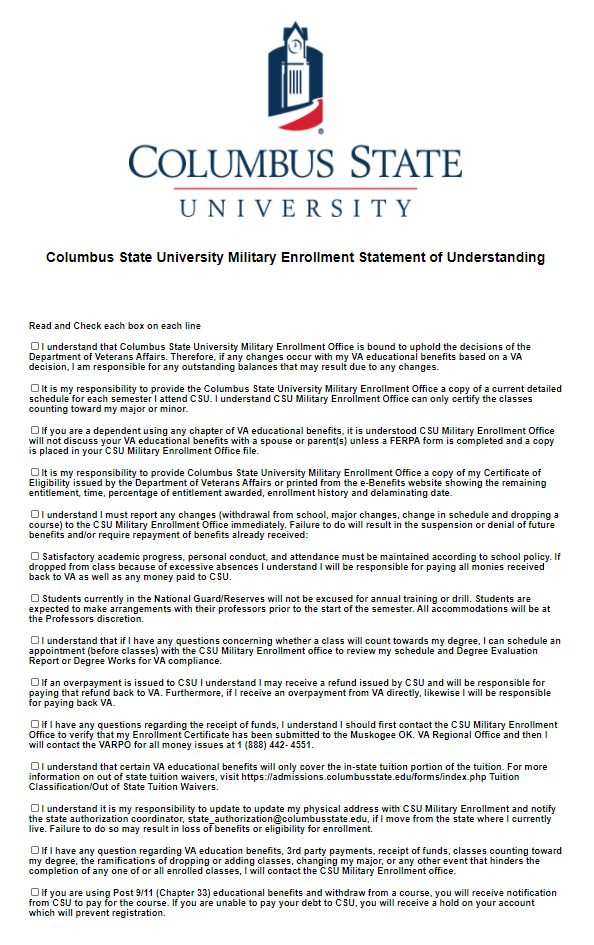 COLUMBUS STATE
UNIVERSITY
Columbus State University Military Enrollment Statement of Understanding
Read and Check each box on each line
I understand that Columbus State University Military Enrollment Office is bound to uphold the decisions of the
Department of Veterans Affairs. Therefore, if any changes occur with my VA educational benefits based on a VA
decision, I am responsible for any outstanding balances that may result due to any changes.
It is my responsibility to provide the Columbus State University Military Enrollment Office a copy of a current detailed
schedule for each semester I attend CSU. I understand CSU Military Enrollment Office can only certify the classes
counting toward my major or minor.
If you are a dependent using any chapter of VA educational benefits, it is understood CSU Military Enrollment Office
will not discuss your VA educational benefits with a spouse or parent(s) unless a FERPA form is completed and a copy
is placed in your CSU Military Enrollment Office file.
It is my responsibility to provide Columbus State University Military Enrollment Office a copy of my Certificate of
Eligibility issued by the Department of Veterans Affairs or printed from the e-Benefits website showing the remaining
entitlement, time, percentage of entitlement awarded, enrollment history and delaminating date.
I understand I must report any changes (withdrawal from school, major changes, change in schedule and dropping a
course) to the CSU Military Enrollment Office immediately. Failure to do will result in the suspension or denial of future
benefits and/or require repayment of benefits already received:
Satisfactory academic progress, personal conduct, and attendance must be maintained according to school policy. If
dropped from class because of excessive absences I understand I will be responsible for paying all monies received
back to VA as well as any money paid to CSU.
Students currently in the National Guard/Reserves will not be excused for annual training or drill. Students are
expected to make arrangements with their professors prior to the start of the semester. All accommodations will be at
the Professors discretion.
I understand that if I have any questions concerning whether a class will count towards my degree, I can schedule an
appointment (before classes) with the CSU Military Enrollment office to review my schedule and Degree Evaluation
Report or Degree Works for VA compliance.
If an overpayment is issued to CSU I understand I may receive a refund issued by CSU and will be responsible for
paying that refund back to VA. Furthermore, if I receive an overpayment from VA directly, likewise I will be responsible
for paying back VA.
If I have any questions regarding the receipt of funds, I understand I should first contact the CSU Military Enrollment
Office to verify that my Enrollment Certificate has been submitted to the Muskogee OK. VA Regional Office and then I
will contact the VARPO for all money issues at 1 (888) 442- 4551.
I understand that certain VA educational benefits will only cover the in-state tuition portion of the tuition. For more
information on out of state tuition waivers, visit https://admissions.columbusstate.edu/forms/index.php Tuition
Classification/Out of State Tuition Waivers.
I understand it is my responsibility to update to update my physical address with CSU Military Enrollment and notify
the state authorization coordinator, state_authorization@columbusstate.edu, if I move from the state where I currently
live. Failure to do so may result in loss of benefits or eligibility for enrollment.
If I have any question regarding VA education benefits, 3rd party payments, receipt of funds, classes counting toward
my degree, the ramifications of dropping or adding classes, changing my major, or any other event that hinders the
completion of any one of or all enrolled classes, I will contact the CSU Military Enrollment office.
If you are using Post 9/11 (Chapter 33) educational benefits and withdraw from a course, you will receive notification
from CSU to pay for the course. If you are unable to pay your debt to CSU, you will receive a hold on your account
which will prevent registration.